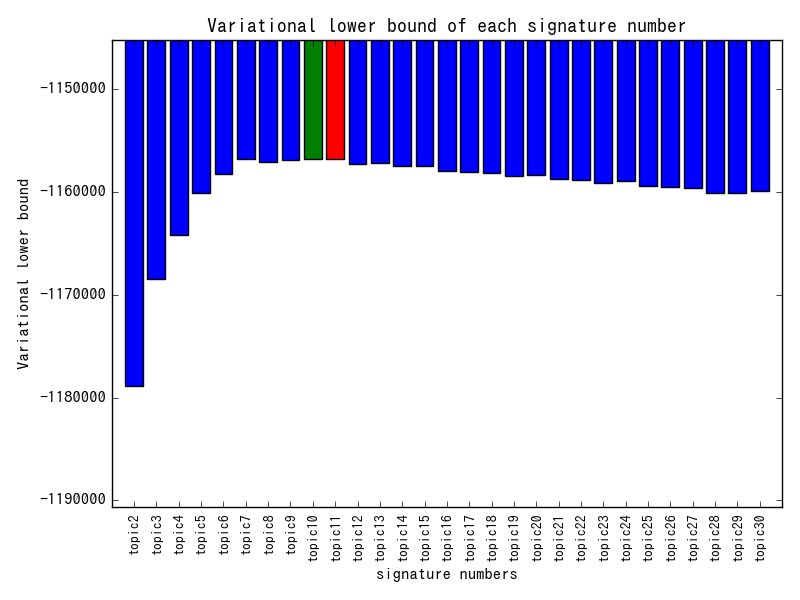 Variational lower bound of each signature number
Variational lower bound
-1150000
-1160000
-1170000
-1180000
-1190000
topic2
topic3
topic4
topic5
topic6
topic7
topic8
topic9
topic10
topic11
topic12
topic13
topic14
topic15
topic16
topic17
topic18
topic19
topic20
topic21
topic22
topic23
topic24
topic25
topic26
topic27
topic28
topic29
topic30
signature numbers